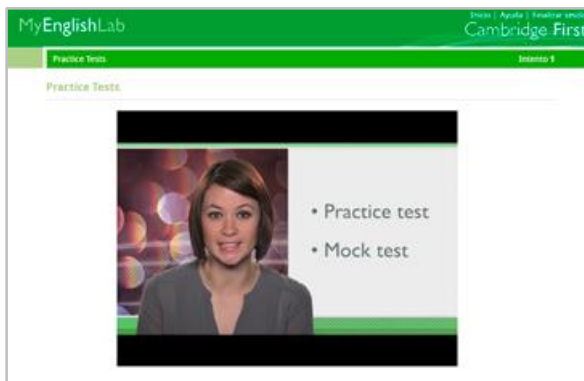 MyEnglishLab
Inicio | Ayuda | Finalizar sesión
Cambridge First
Practice Tests
Intento 1
Practice Tests
• Practice test
• Mock test